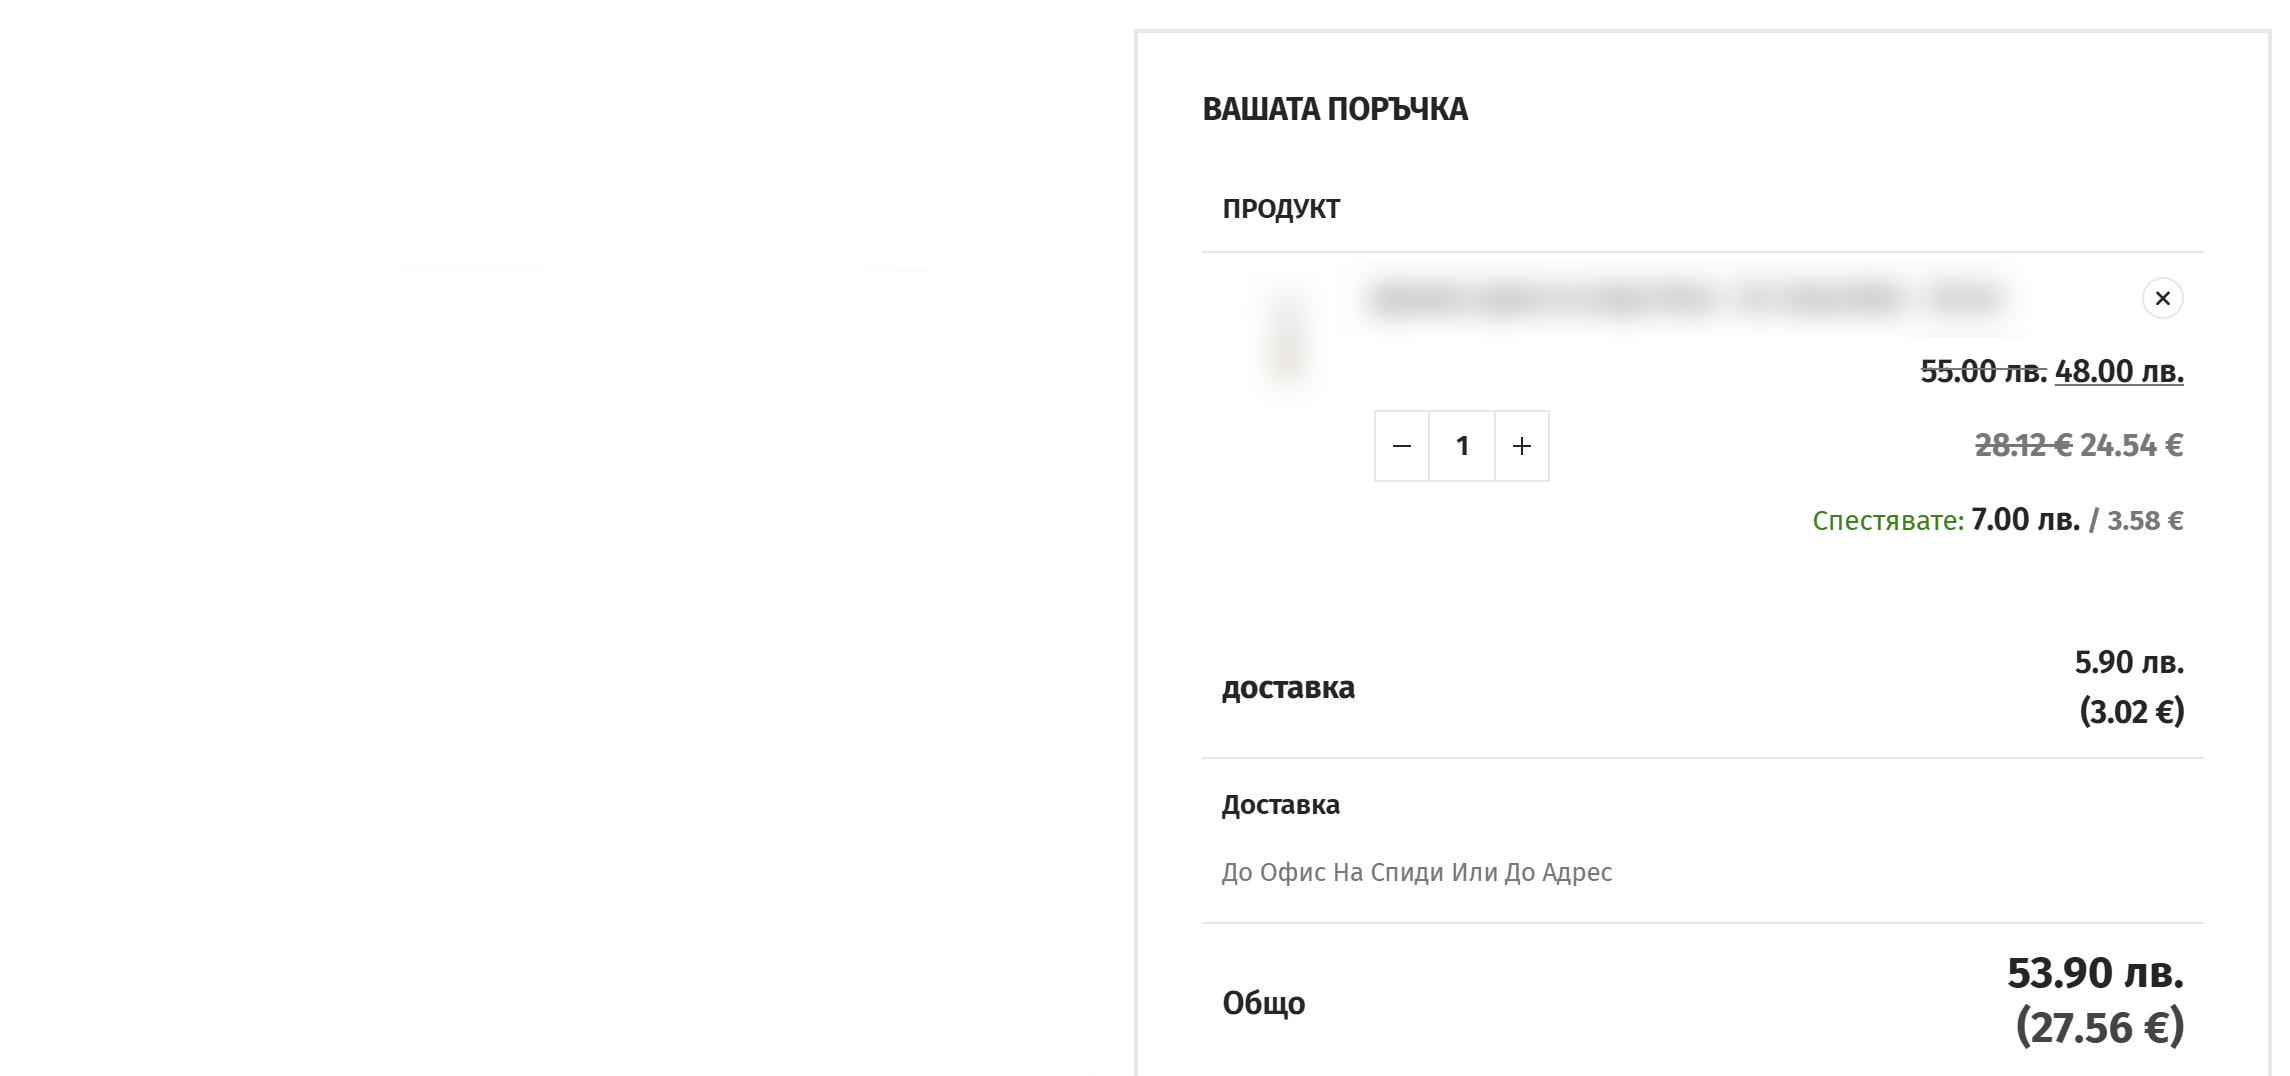 ВАШАТА ПОРЪЧКА
ПРОДУКТ
55.00 лв. 48.00 лв.
1
28.12 € 24.54 €
Спестявате: 7.00 лв. / 3.58 €
доставка
5.90 лв.
(3.02 €)
Доставка
До Офис На Спиди Или До Адрес
Общо
53.90 лв.
(27.56 €)